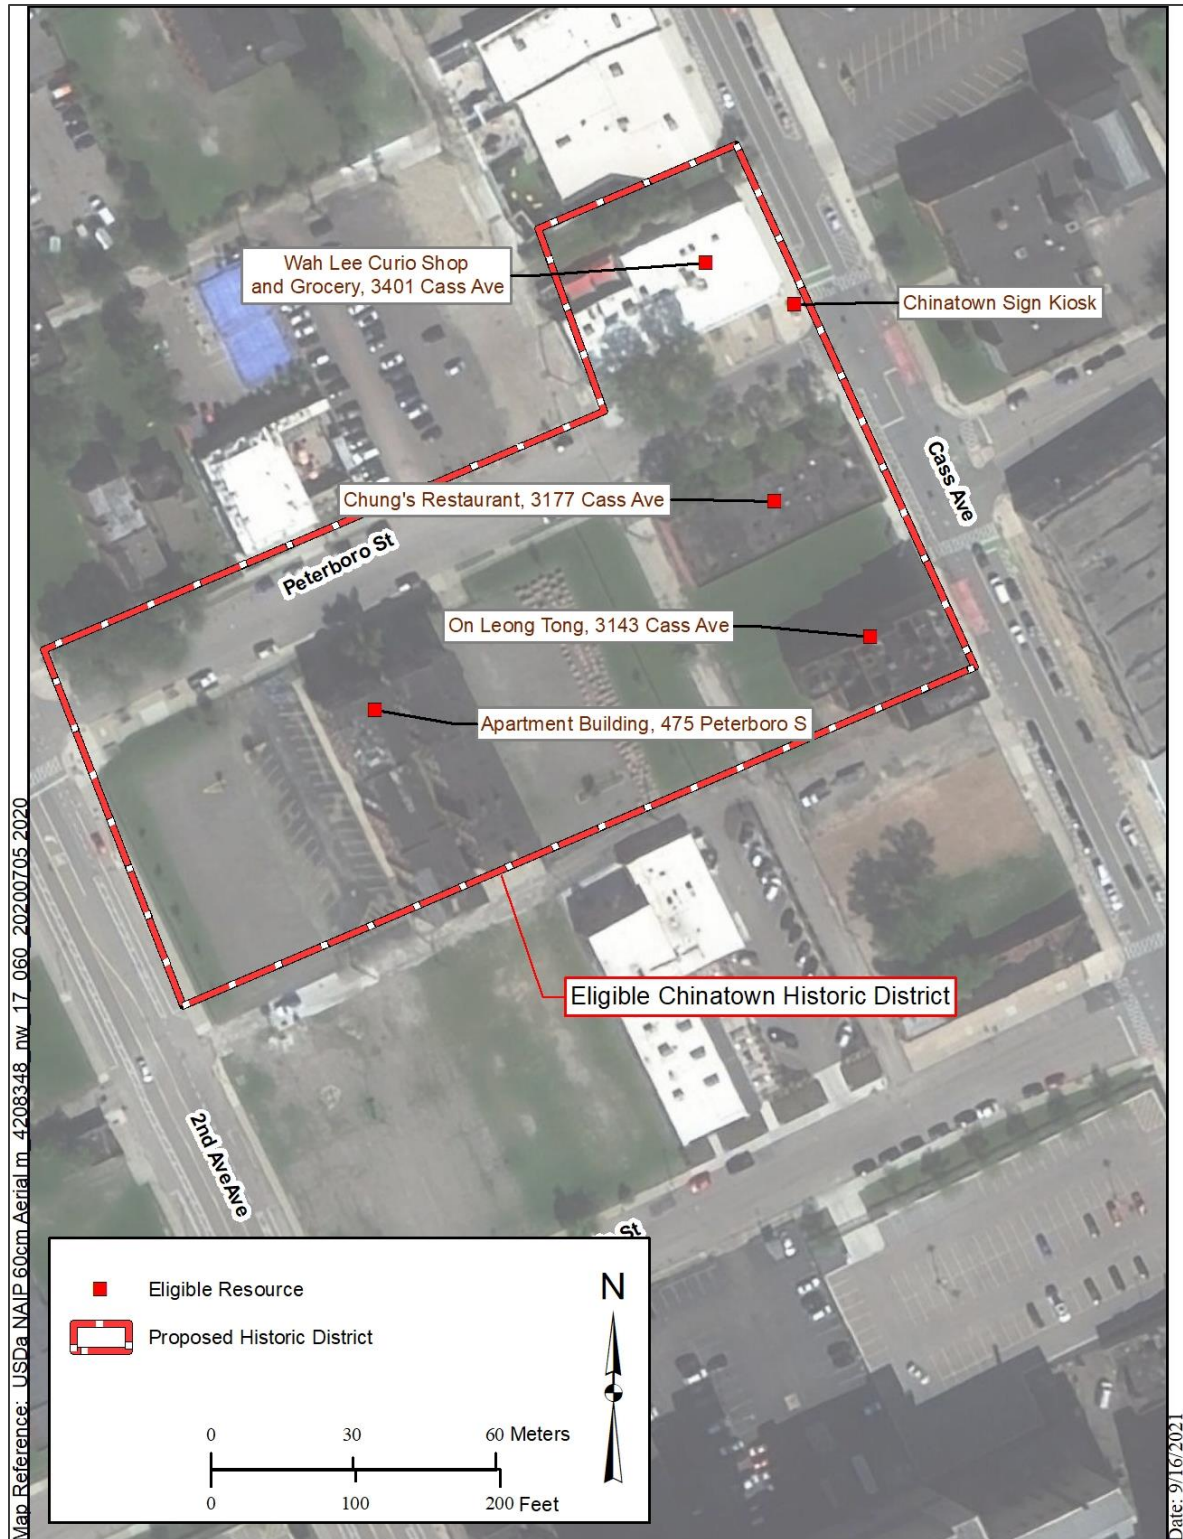 Wah Lee Curio Shop
and Grocery, 3401 Cass Ave
Chinatown Sign Kiosk
Cass Ave
Chung's Restaurant, 3177 Cass Ave
Peterboro St
On Leong Tong, 3143 Cass Ave
Apartment Building, 475 Peterboro S
Eligible Chinatown Historic District
2nd Ave Ave
St
Eligible Resource
Proposed Historic District
N
0 30 60 Meters
0 100 200 Feet
Map Reference: USDa NAIP 60cm Aerial m_4208348_nw_17_060_20200705 2020
Date: 9/16/2021